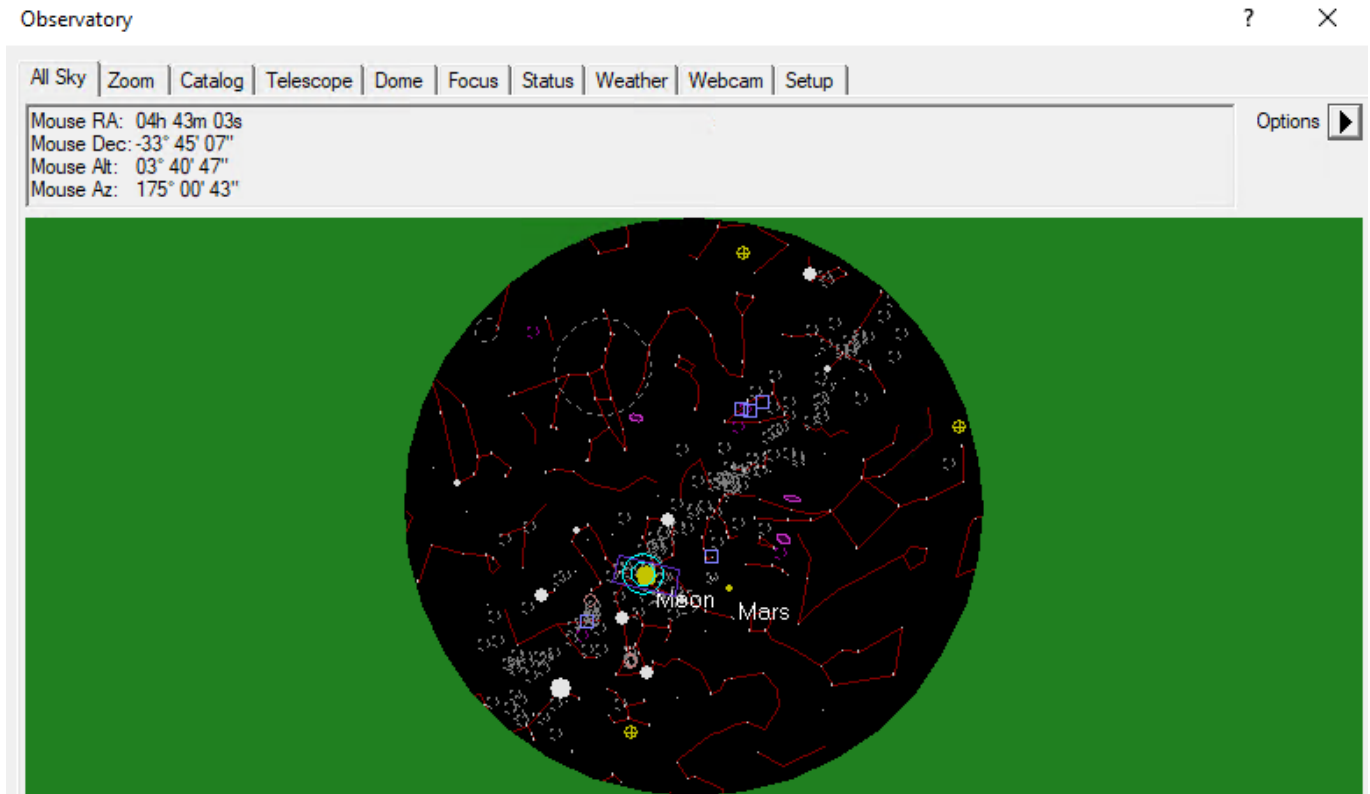 Observatory ? ×
All Sky Zoom Catalog Telescope Dome Focus Status Weather Webcam Setup
Mouse RA: 04h 43m 03s
Options
Mouse Dec: -33° 45' 07"
Mouse Alt: 03° 40' 47"
Mouse Az: 175° 00' 43"
Moon
Mars